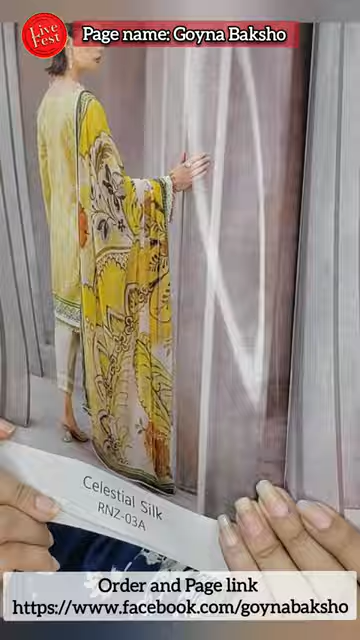 Live
Fest
Page name: Goyna Baksho
Celestial Silk
RNZ-03A
Order and Page link
https://www.facebook.com/goynabaksho